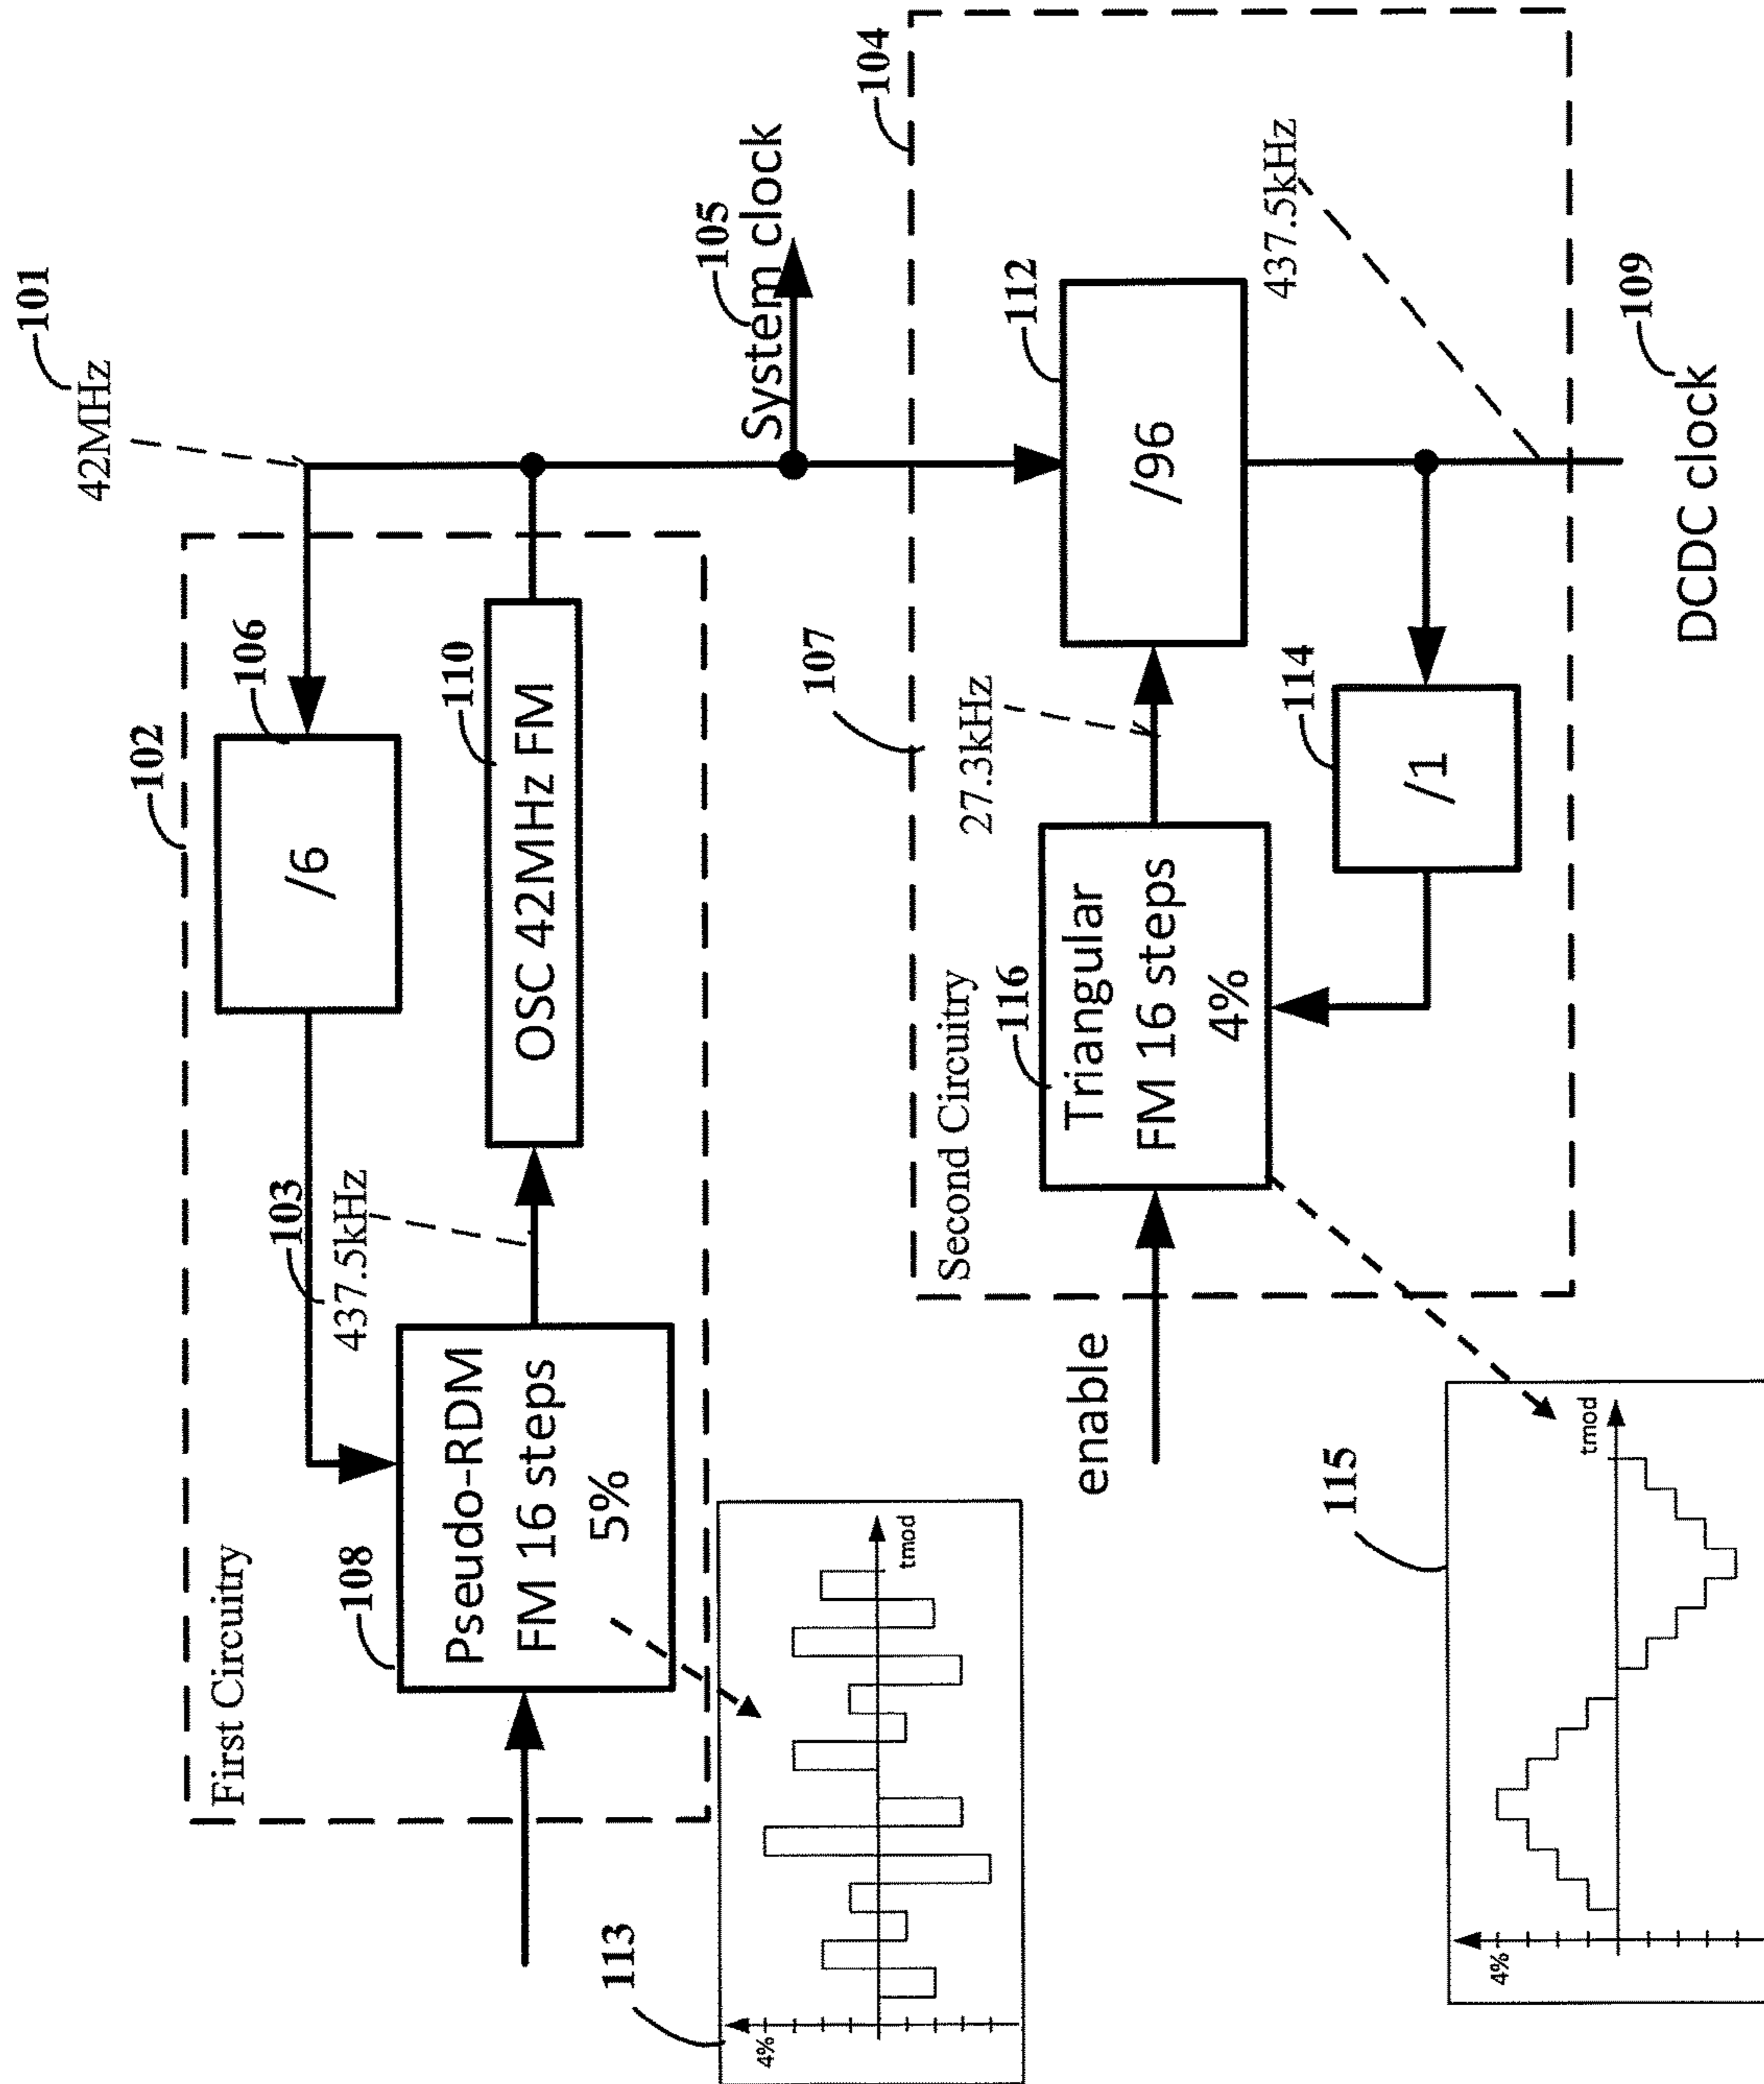 101
42MHz
102
First Circuitry
/6
106
103
437.5kHz
108
Pseudo-RDM
FM 16 steps
5%
110
OSC 42MHz FM
105
System clock
113
4%
tmod
104
107
Second Circuitry
27.3kHz
112
/96
437.5kHz
116
Triangular
FM 16 steps
4%
114
/1
enable
109
DCDC clock
115
4%
tmod